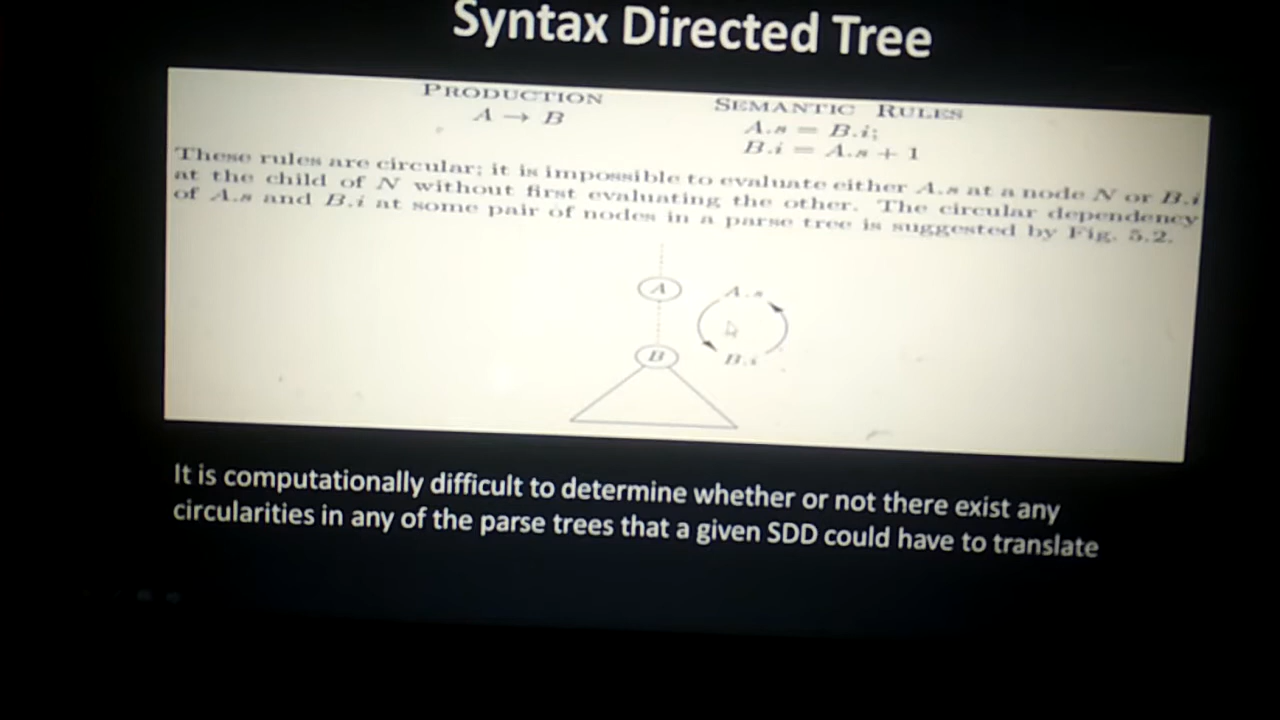 Syntax Directed Tree
PRODUCTION SEMANTIC RULES
A → B A.s = B.i;
B.i = A.s + 1
These rules are circular; it is impossible to evaluate either A.s at a node N or B.i
at the child of N without first evaluating the other. The circular dependency
of A.s and B.i at some pair of nodes in a parse tree is suggested by Fig. 5.2.
A A.s
B B.i
It is computationally difficult to determine whether or not there exist any
circularities in any of the parse trees that a given SDD could have to translate